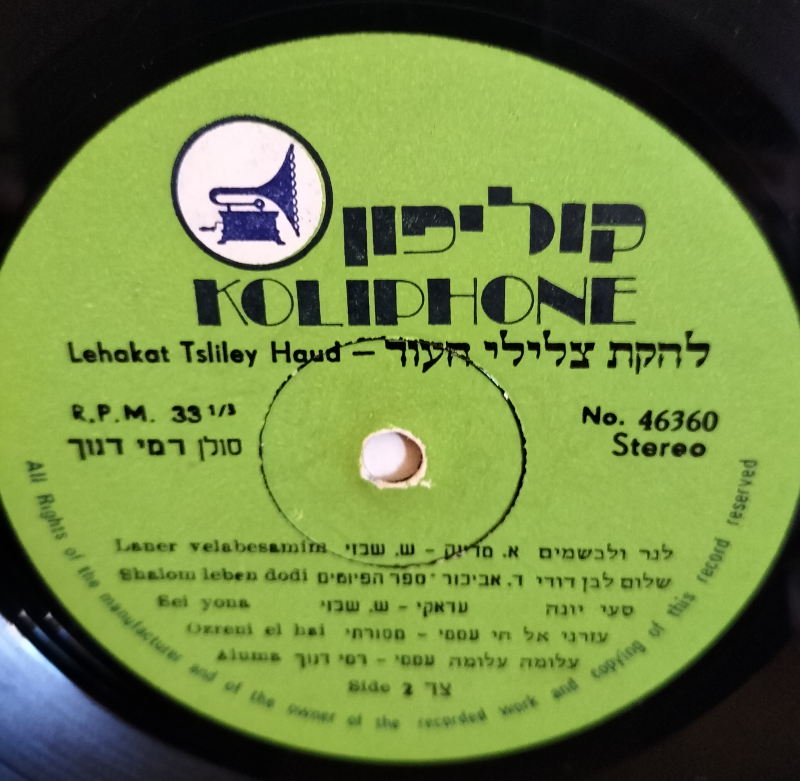 קוליפון
KOLIPHONE
Lehakat Tsliley Haud – להקת צלילי העוד
R.P.M. 33 1/3
No. 46360
סולן רמי דנוך
Stereo
Laner velabesamim לנר ולבשמים א. מרינק - ש. שבזי
Shalom leben dodi שלום לבן דודי ד. אביכור - ספר הפיוטים
Sei yona סעי יונה עראקי - ש. שבזי
Ozreni el hai עזרני אל חי עממי - מסורתי
Aluma עלומה עלומה עממי - רמי דנוך
Side 2 צד
All Rights of the manufacturer and of the owner of the recorded work and copying of this record reserved